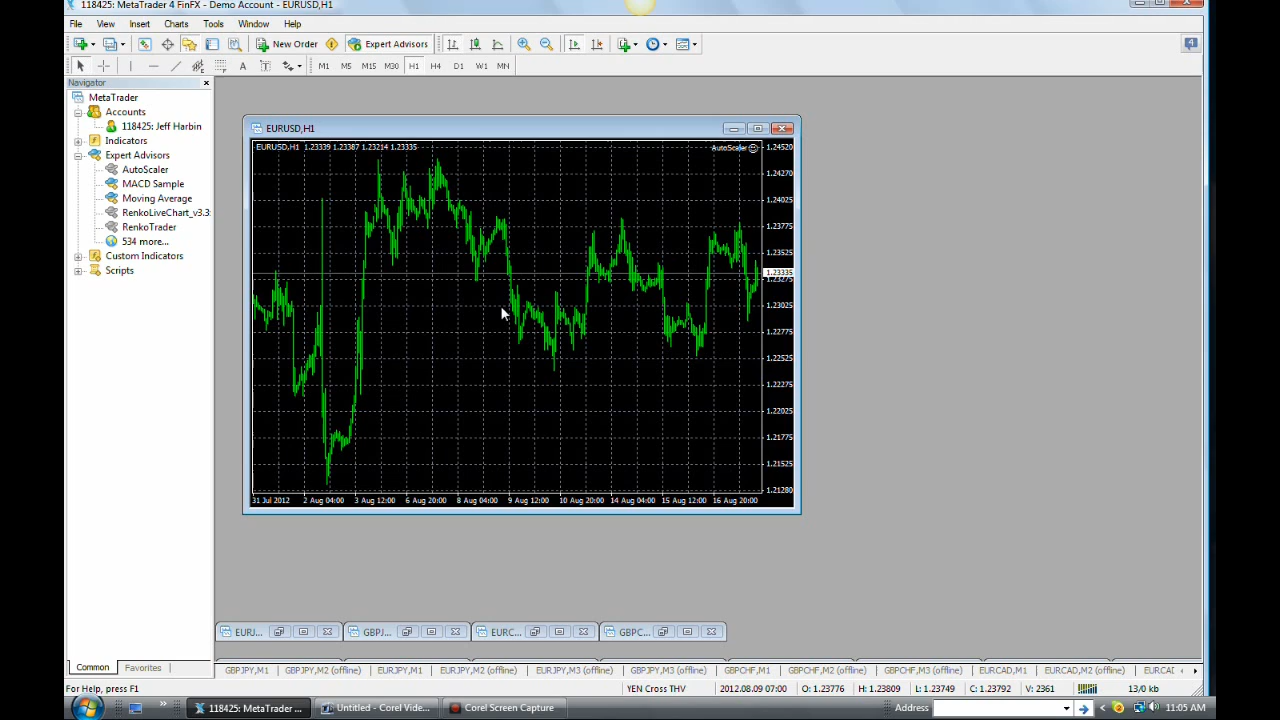 118425: MetaTrader 4 FinFX - Demo Account - EURUSD,H1
File View Insert Charts Tools Window Help
New Order Expert Advisors
A T M1 M5 M15 M30 H1 H4 D1 W1 MN
Navigator
MetaTrader
Accounts
118425: Jeff Harbin
Indicators
Expert Advisors
AutoScaler
MACD Sample
Moving Average
RenkoLiveChart_v3.3
RenkoTrader
534 more...
Custom Indicators
Scripts
Common Favorites
EURUSD,H1
EURUSD,H1 1.23339 1.23387 1.23214 1.23335
AutoScaler
1.24520
1.24270
1.24025
1.23775
1.23525
1.23335
1.23275
1.23025
1.22775
1.22525
1.22275
1.22025
1.21775
1.21525
1.21280
31 Jul 2012 2 Aug 04:00 3 Aug 12:00 6 Aug 20:00 8 Aug 04:00 9 Aug 12:00 10 Aug 20:00 14 Aug 04:00 15 Aug 12:00 16 Aug 20:00
EURJ... GBPJ... EURC... GBPC...
GBPJPY,M1 GBPJPY,M2 (offline) EURJPY,M1 EURJPY,M2 (offline) EURJPY,M3 (offline) GBPJPY,M3 (offline) GBPCHF,M1 GBPCHF,M2 (offline) GBPCHF,M3 (offline) EURCAD,M1 EURCAD,M2 (offline) EURCAD
For Help, press F1 YEN Cross THV 2012.08.09 07:00 O: 1.23776 H: 1.23809 L: 1.23749 C: 1.23792 V: 2361 13/0 kb
118425: MetaTrader ... Untitled - Corel Vide... Corel Screen Capture Address 11:05 AM